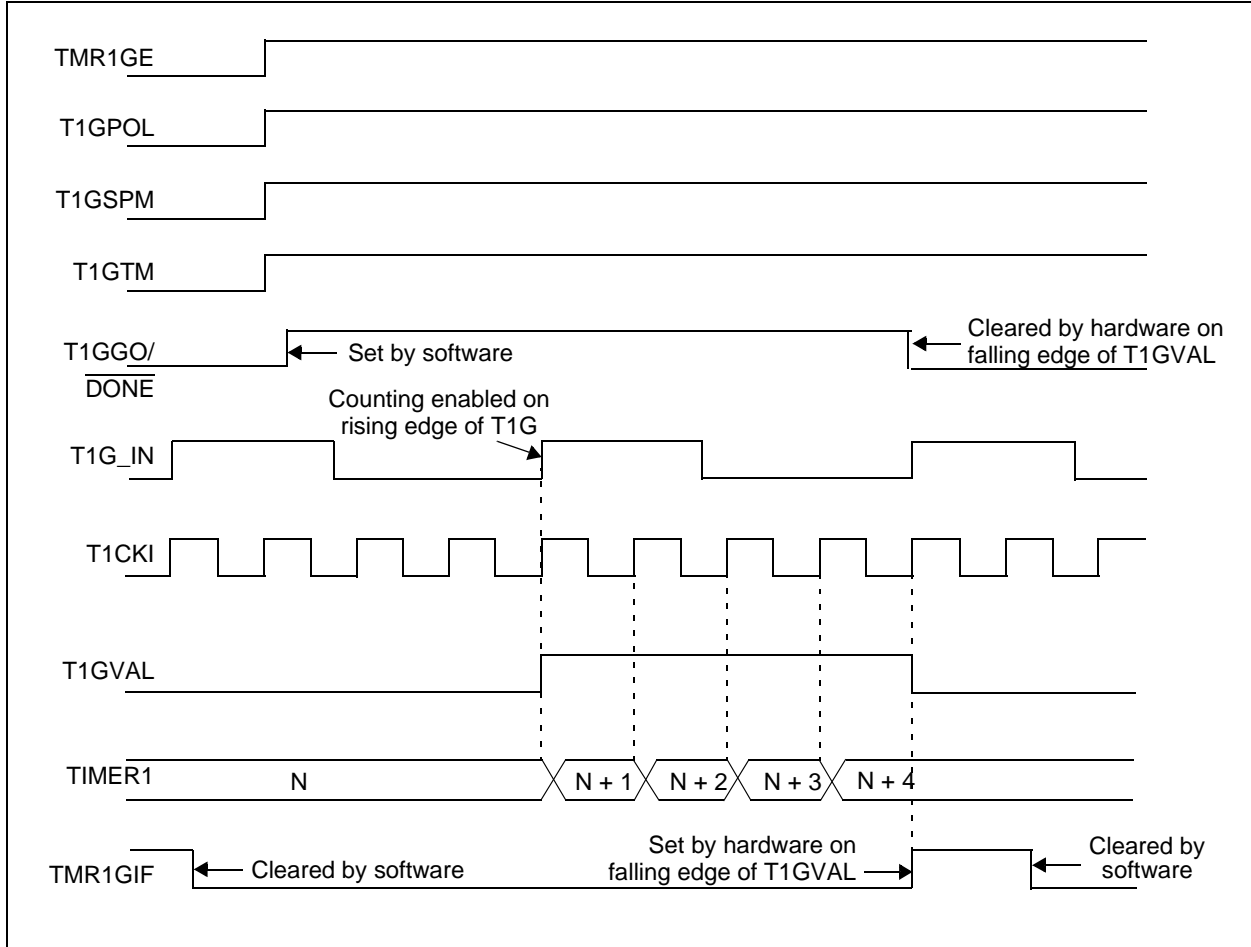 TMR1GE
T1GPOL
T1GSPM
T1GTM
T1GGO/
DONE
Set by software
Cleared by hardware on
falling edge of T1GVAL
Counting enabled on
rising edge of T1G
T1G_IN
T1CKI
T1GVAL
TIMER1
N
N + 1
N + 2
N + 3
N + 4
TMR1GIF
Cleared by software
Set by hardware on
falling edge of T1GVAL
Cleared by
software